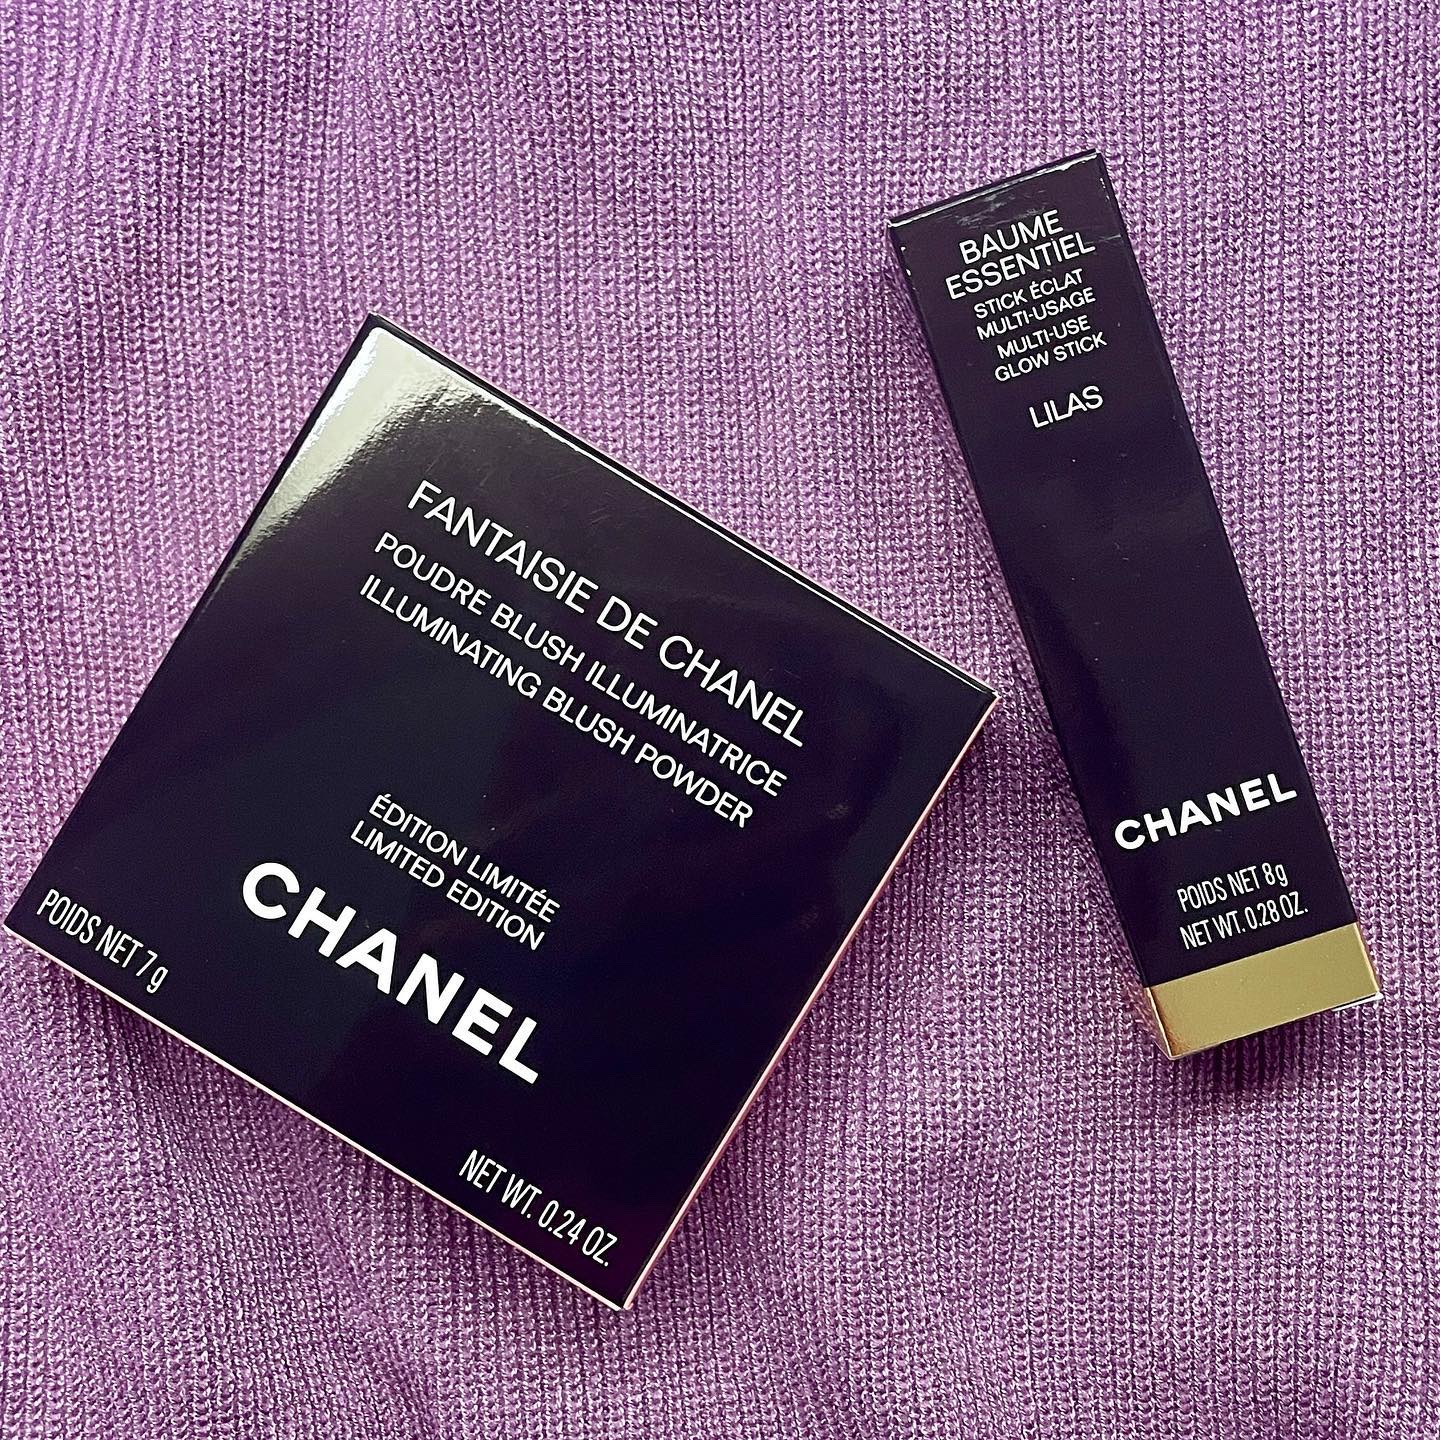 FANTAISIE DE CHANEL
POUDRE BLUSH ILLUMINATRICE
ILLUMINATING BLUSH POWDER
ÉDITION LIMITÉE
LIMITED EDITION
CHANEL
POIDS NET 7 g
NET WT. 0.24 OZ.
BAUME
ESSENTIEL
STICK ÉCLAT
MULTI-USAGE
MULTI-USE
GLOW STICK
LILAS
CHANEL
POIDS NET 8 g
NET WT. 0.28 OZ.